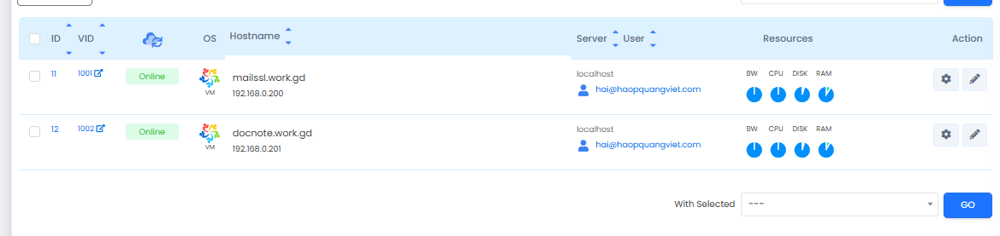 ID VID OS Hostname Server User Resources Action
11 1001 Online VM mailssl.work.gd 192.168.0.200 localhost hai@haopquangviet.com BW CPU DISK RAM
12 1002 Online VM docnote.work.gd 192.168.0.201 localhost hai@haopquangviet.com BW CPU DISK RAM
With Selected --- GO